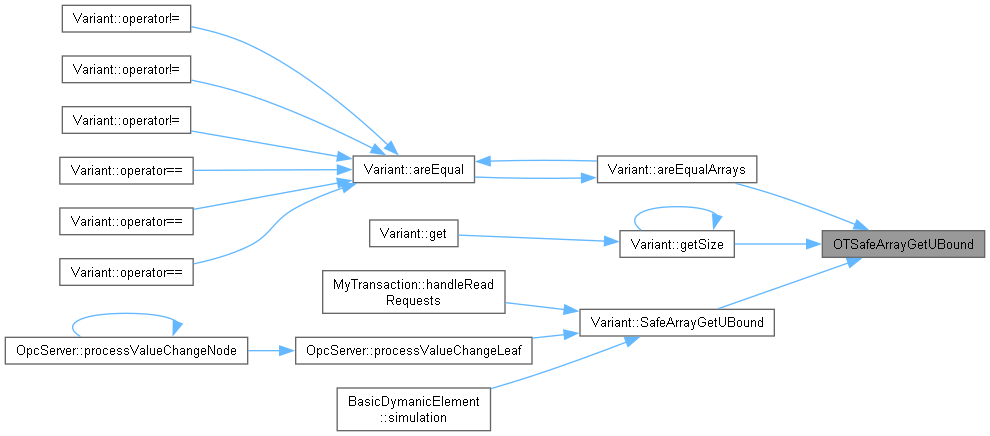 Variant::operator!=
Variant::operator!=
Variant::operator!=
Variant::operator==
Variant::operator==
Variant::operator==
Variant::areEqual
Variant::areEqualArrays
Variant::get
Variant::getSize
OTSafeArrayGetUBound
MyTransaction::handleRead
Requests
Variant::SafeArrayGetUBound
OpcServer::processValueChangeNode
OpcServer::processValueChangeLeaf
BasicDymanicElement
::simulation